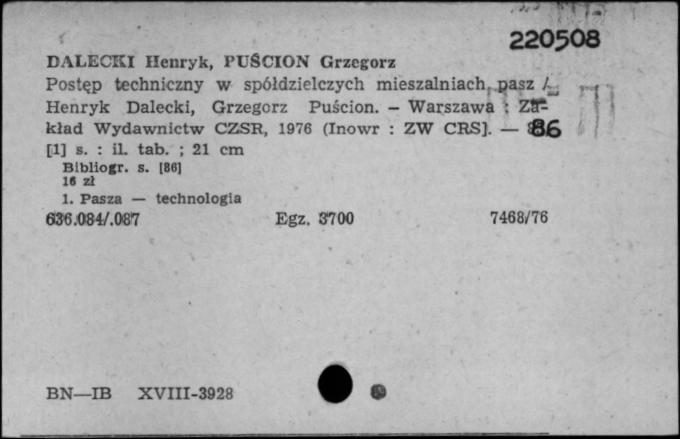 220508
DALECKI Henryk, PUŚCION Grzegorz
Postęp techniczny w spółdzielczych mieszalniach pasz /
Henryk Dalecki, Grzegorz Puścion. — Warszawa : Za-
kład Wydawnictw CZSR, 1976 (Inowr : ZW CRS]. — 86
[1] s. : il. tab. ; 21 cm
Bibliogr. s. [86]
16 zł
1. Pasza — technologia
636.084/.087 Egz. 3700 7468/76
BN—IB XVIII-3928